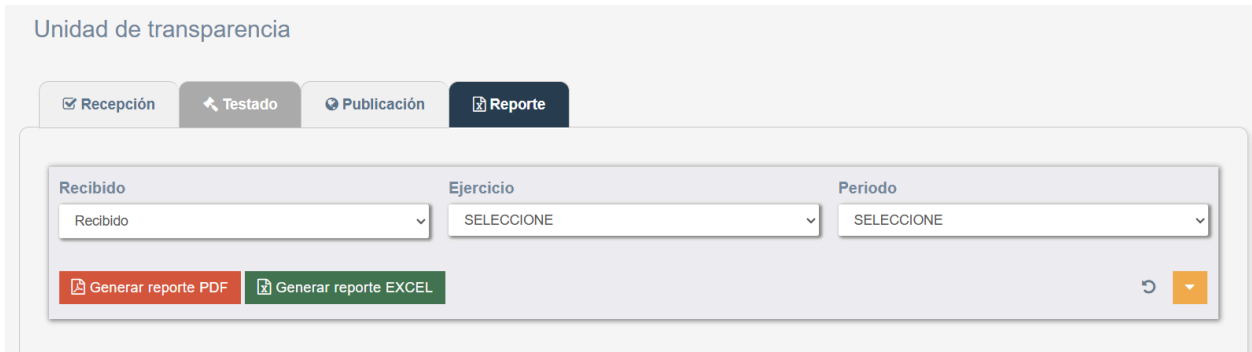 Unidad de transparencia
Recepción Testado Publicación Reporte
Recibido Ejercicio Periodo
Recibido SELECCIONE SELECCIONE
Generar reporte PDF Generar reporte EXCEL